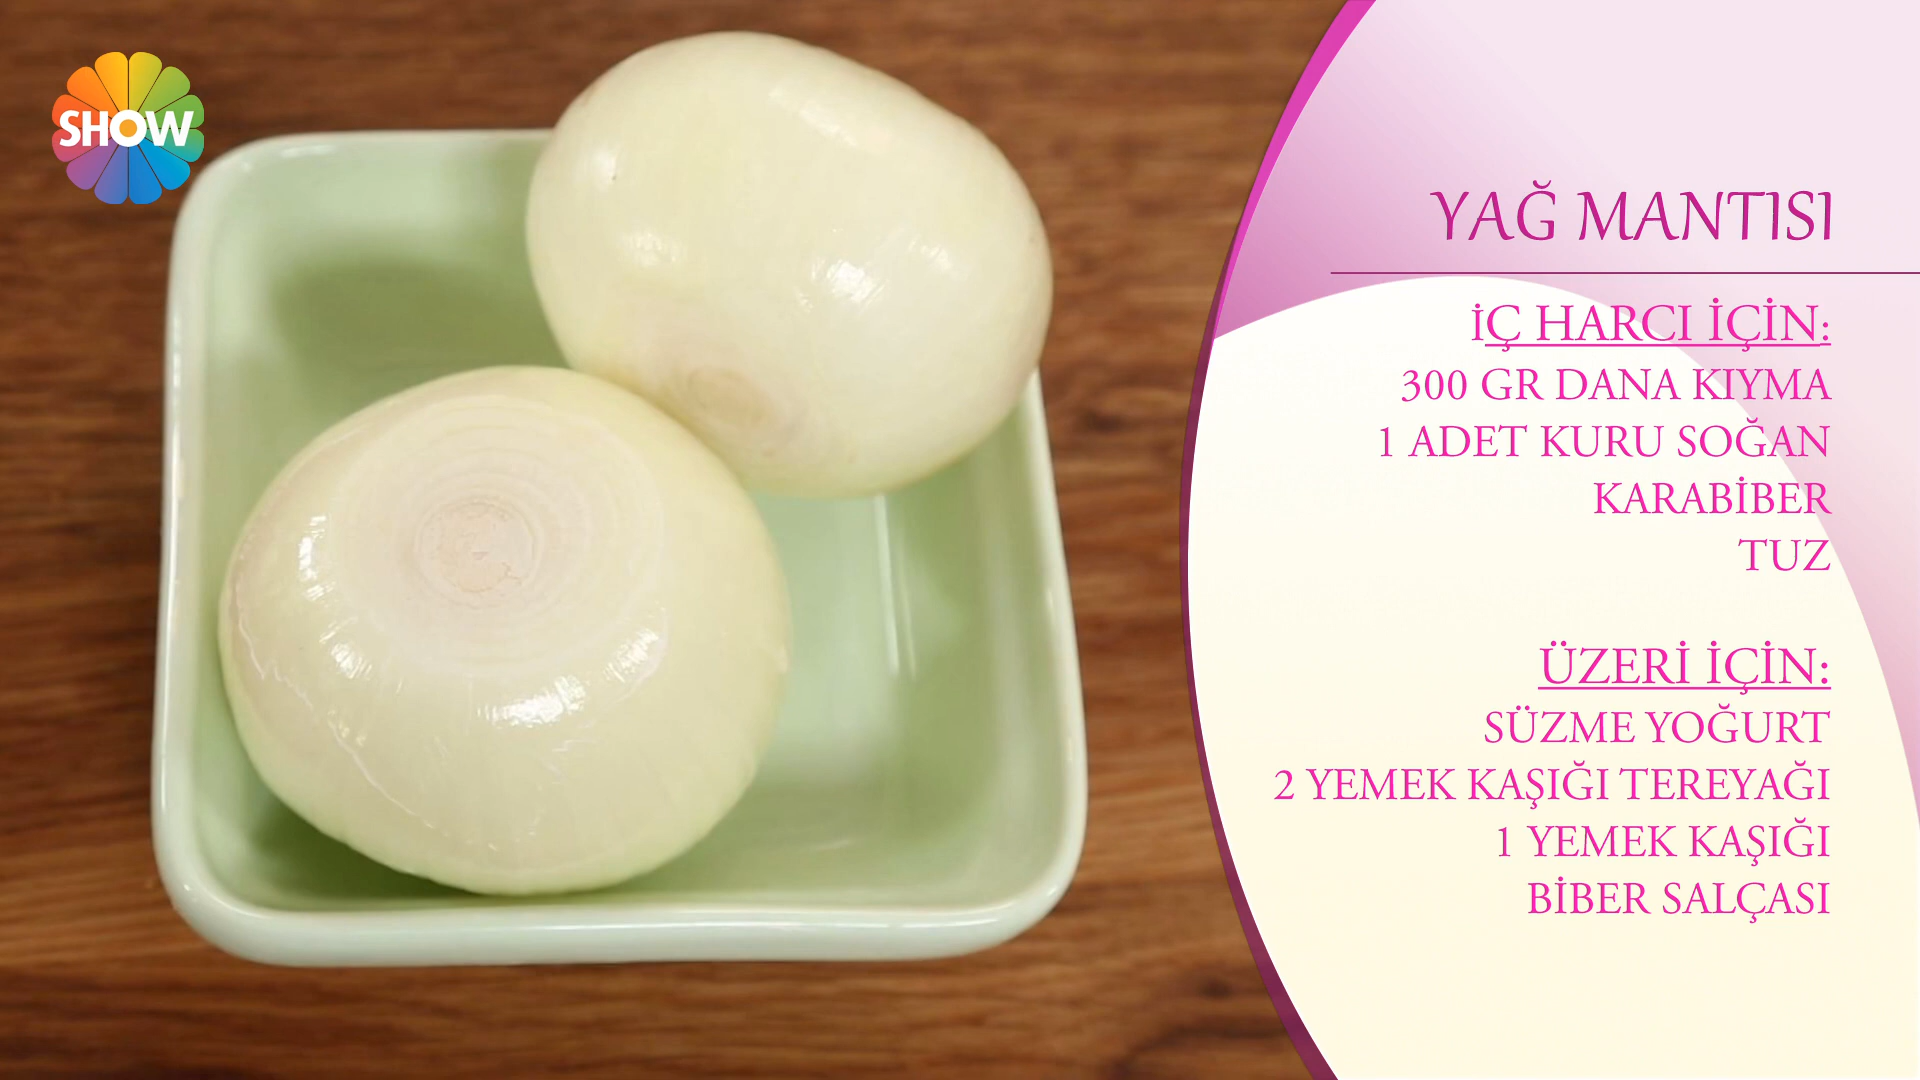 SHOW
YAĞ MANTISI
İÇ HARCI İÇİN:
300 GR DANA KIYMA
1 ADET KURU SOĞAN
KARABİBER
TUZ
ÜZERİ İÇİN:
SÜZME YOĞURT
2 YEMEK KAŞIĞI TEREYAĞI
1 YEMEK KAŞIĞI
BİBER SALÇASI